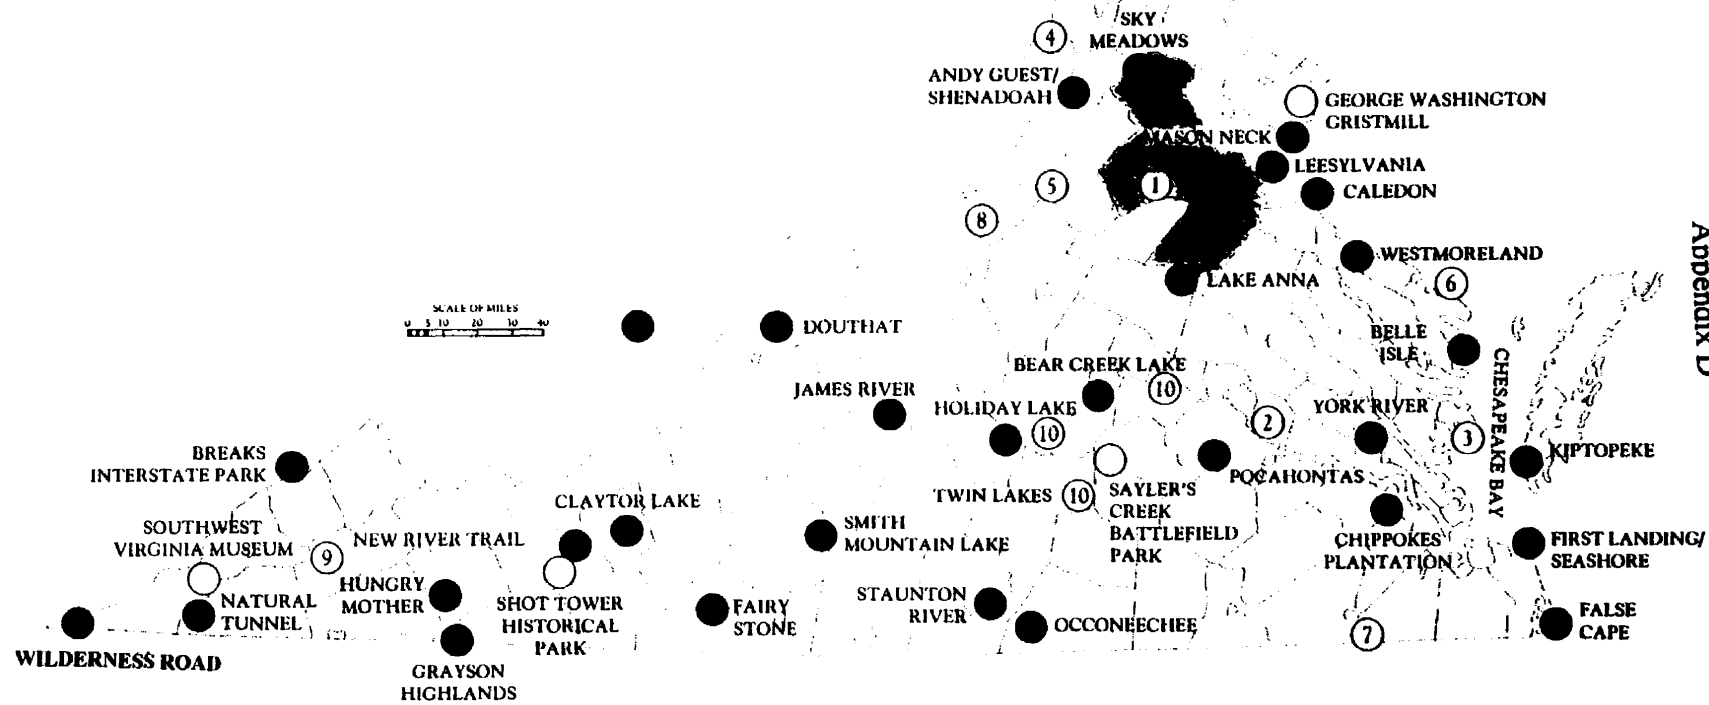 SKY
MEADOWS
4
ANDY GUEST/
SHENADOAH
GEORGE WASHINGTON
GRISTMILL
MASON NECK
LEESYLVANIA
CALEDON
5
1
8
WESTMORELAND
6
LAKE ANNA
Appendix D
SCALE OF MILES
0 5 10 20 30 40
DOUTHAT
BELLE
ISLE
CHESAPEAKE BAY
BEAR CREEK LAKE
10
JAMES RIVER
HOLIDAY LAKE
10
YORK RIVER
2
3
KIPTOPEKE
BREAKS
INTERSTATE PARK
POCAHONTAS
CLAYTOR LAKE
TWIN LAKES
10
SAYLER'S
CREEK
BATTLEFIELD
PARK
SOUTHWEST
VIRGINIA MUSEUM
9
NEW RIVER TRAIL
SMITH
MOUNTAIN LAKE
CHIPPOKES
PLANTATION
FIRST LANDING/
SEASHORE
HUNGRY
MOTHER
NATURAL
TUNNEL
SHOT TOWER
HISTORICAL
PARK
FAIRY
STONE
STAUNTON
RIVER
OCCONEECHEE
7
FALSE
CAPE
WILDERNESS ROAD
GRAYSON
HIGHLANDS